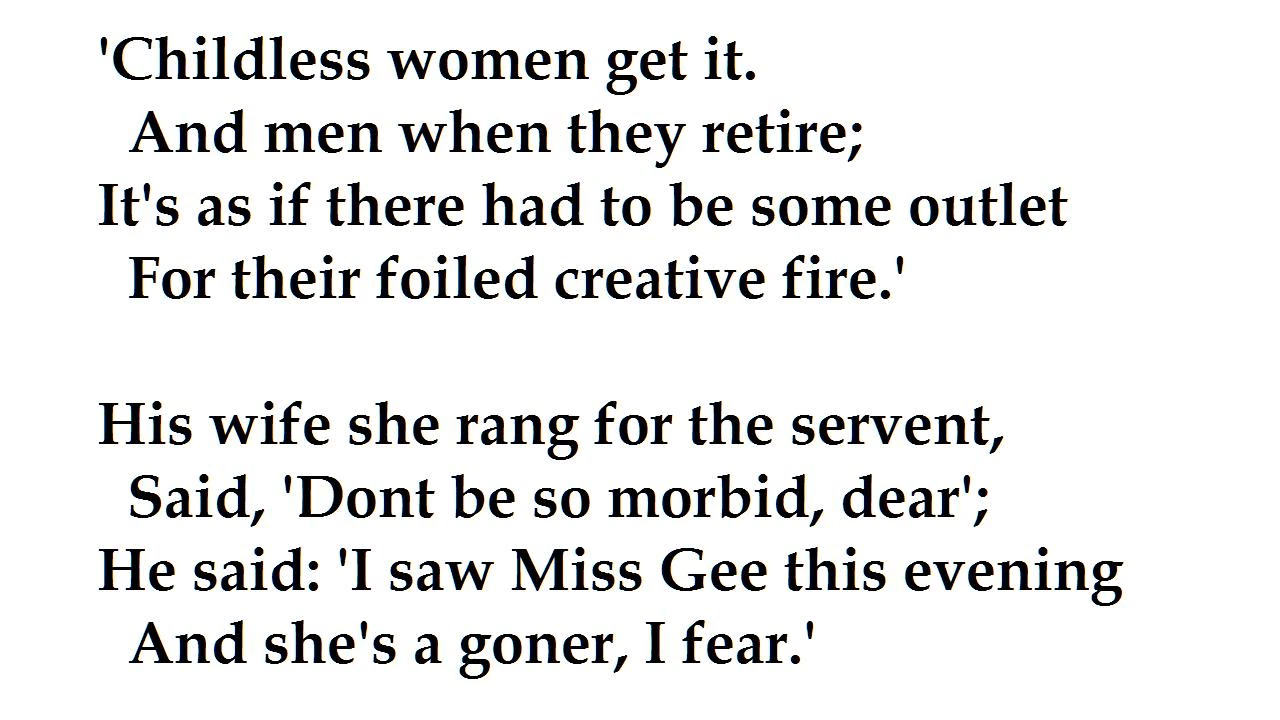 'Childless women get it.
And men when they retire;
It's as if there had to be some outlet
For their foiled creative fire.'
His wife she rang for the servent,
Said, 'Dont be so morbid, dear';
He said: 'I saw Miss Gee this evening
And she's a goner, I fear.'